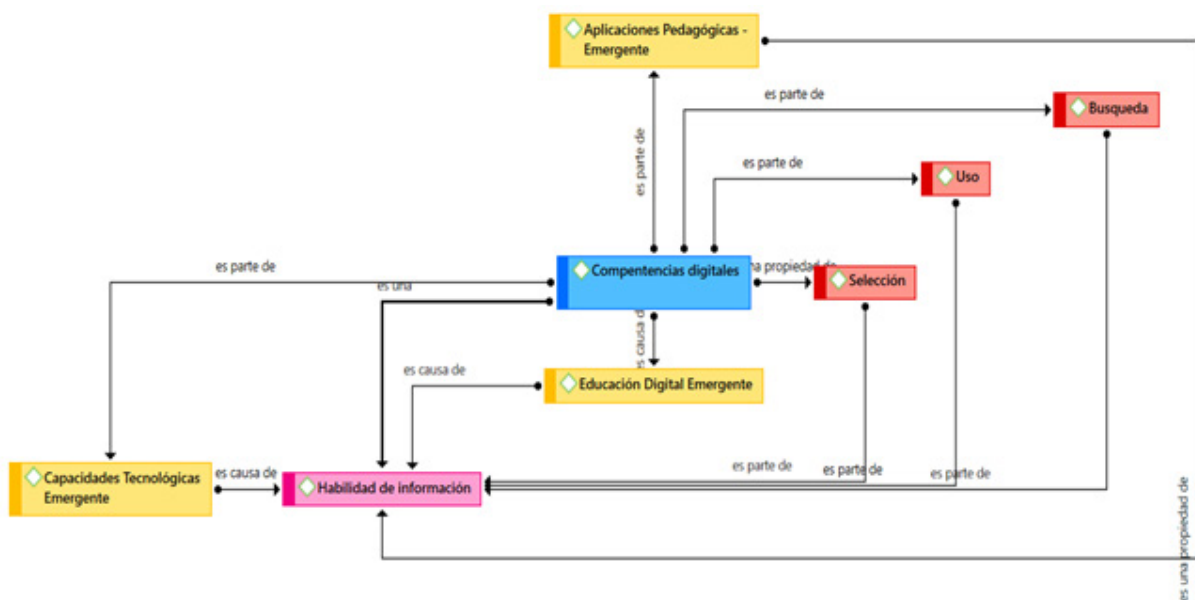 Aplicaciones Pedagógicas -
Emergente
es parte de
Busqueda
es parte de
Uso
es parte de
es parte de
Compentencias digitales
na propiedad de
Selección
es parte de
es una
es causa d
Educación Digital Emergente
es causa de
Capacidades Tecnológicas
Emergente
es causa de
Habilidad de información
es parte de
es parte de
es parte de
es una propiedad de